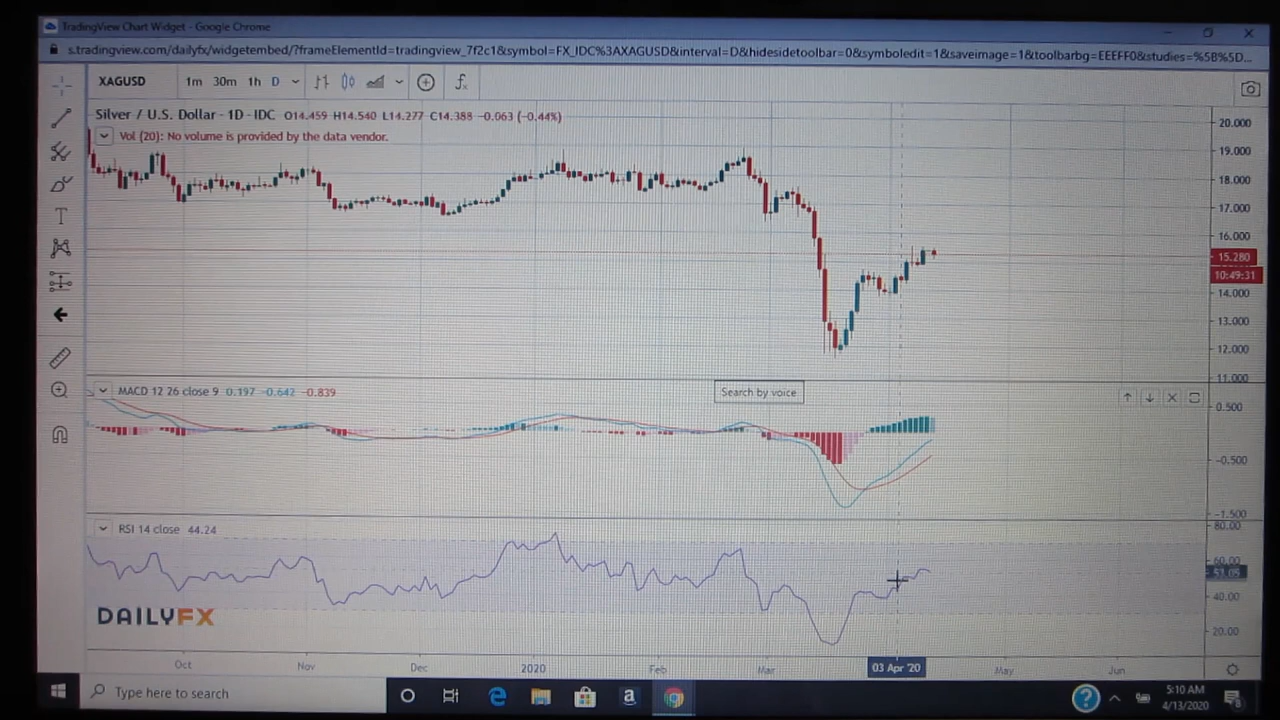 TradingView Chart Widget - Google Chrome
s.tradingview.com/dailyfx/widgetembed/?frameElementId=tradingview_7f2c1&symbol=FX_IDC%3AXAGUSD&interval=D&hidesidetoolbar=0&symboledit=1&saveimage=1&toolbarbg=EEEFF0&studies=%5B%5D...
XAGUSD 1m 30m 1h D
Silver / U.S. Dollar - 1D - IDC O14.459 H14.540 L14.277 C14.388 -0.063 (-0.44%)
Vol (20): No volume is provided by the data vendor.
20.000
19.000
18.000
17.000
16.000
15.280
10:49:31
14.000
13.000
12.000
11.000
MACD 12 26 close 9 0.197 -0.642 -0.839
Search by voice
0.500
-0.500
-1.500
RSI 14 close 44.24
80.00
60.00
53.05
40.00
20.00
DAILYFX
Oct Nov Dec 2020 Feb Mar 03 Apr '20 May Jun
Type here to search
5:10 AM
4/13/2020